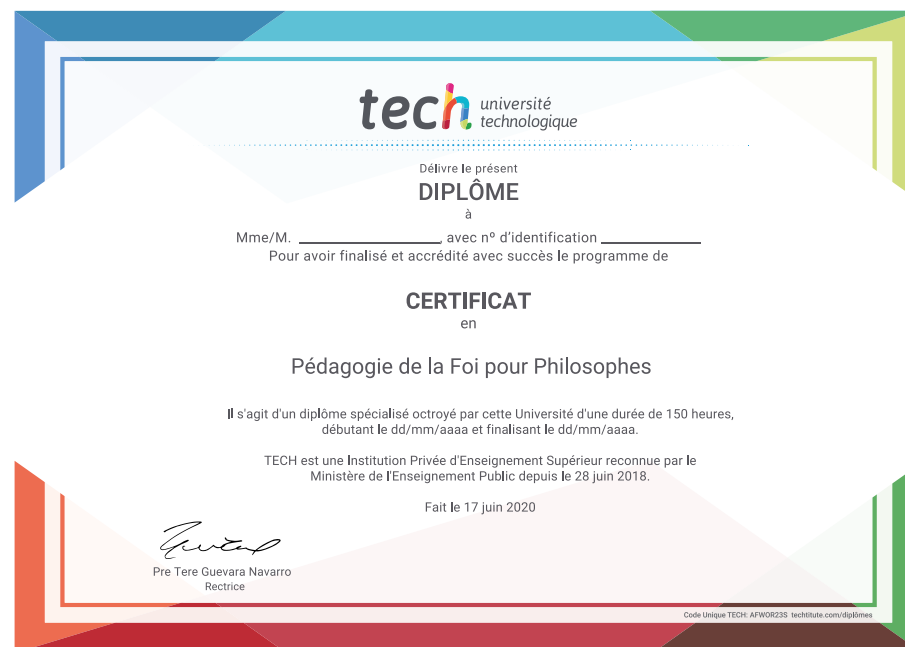 tech université
technologique
Délivre le présent
DIPLÔME
à
Mme/M. ____________________, avec nº d'identification ______________
Pour avoir finalisé et accrédité avec succès le programme de
CERTIFICAT
en
Pédagogie de la Foi pour Philosophes
Il s'agit d'un diplôme spécialisé octroyé par cette Université d'une durée de 150 heures,
débutant le dd/mm/aaaa et finalisant le dd/mm/aaaa.
TECH est une Institution Privée d'Enseignement Supérieur reconnue par le
Ministère de l'Enseignement Public depuis le 28 juin 2018.
Fait le 17 juin 2020
Pre Tere Guevara Navarro
Rectrice
Code Unique TECH: AFWOR23S techtitute.com/diplômes